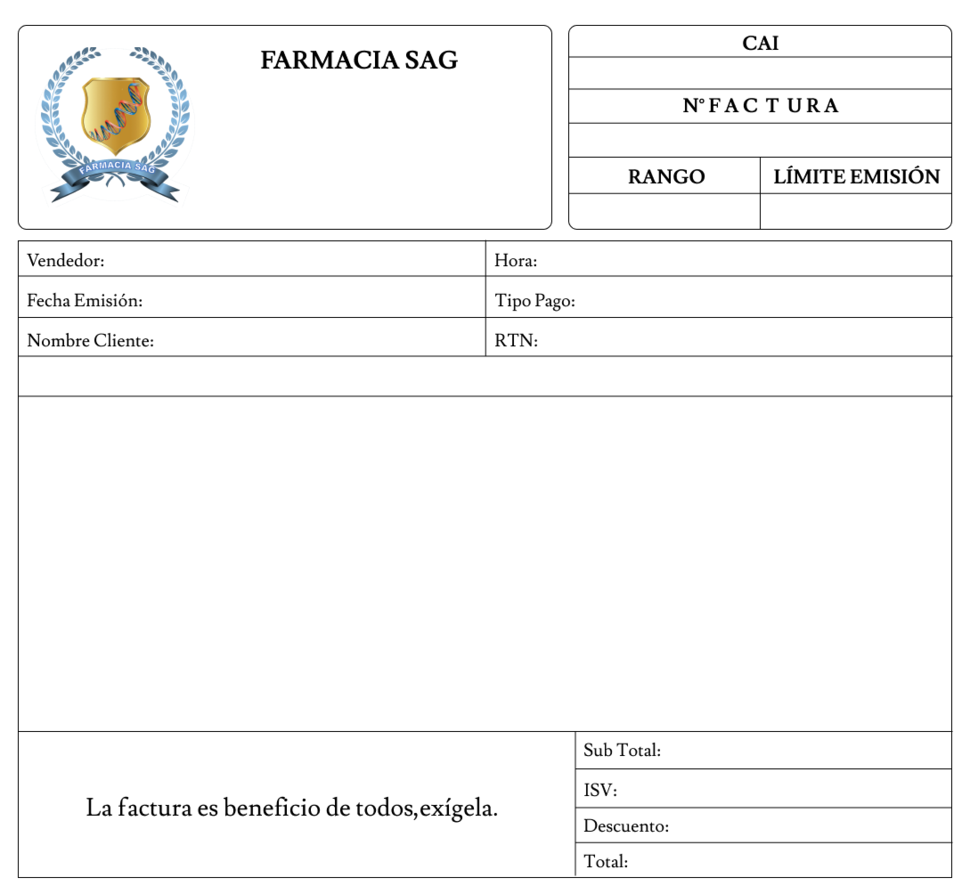 FARMACIA SAG
FARMACIA SAG
CAI
N° F A C T U R A
RANGO
LÍMITE EMISIÓN
Vendedor:
Hora:
Fecha Emisión:
Tipo Pago:
Nombre Cliente:
RTN:
La factura es beneficio de todos,exígela.
Sub Total:
ISV:
Descuento:
Total: